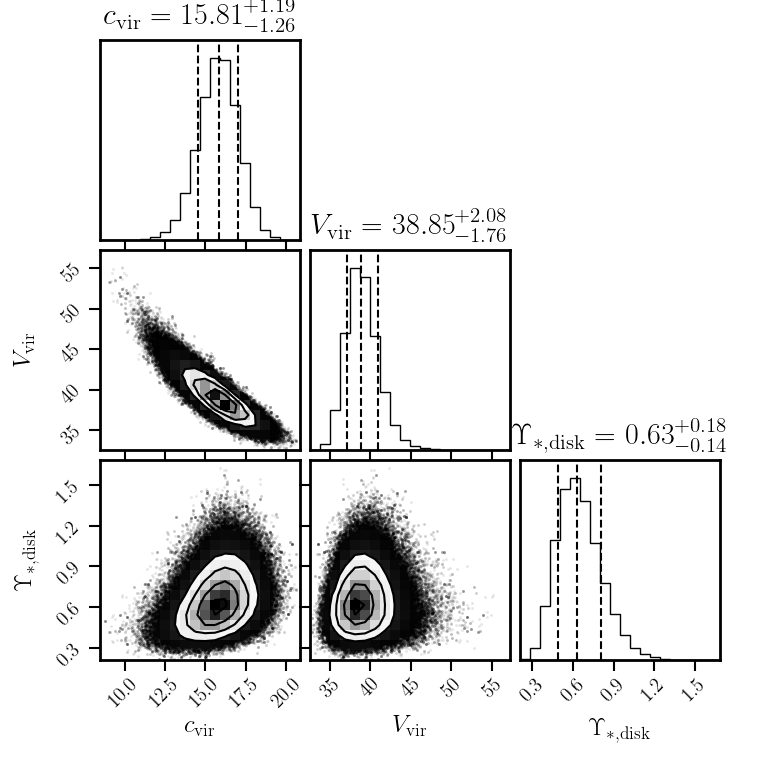 c_vir = 15.81 +1.19 −1.26
V_vir = 38.85 +2.08 −1.76
55
50
45
40
35
V_vir
Υ_*,disk = 0.63 +0.18 −0.14
1.5
1.2
0.9
0.6
0.3
Υ_*,disk
10.0 12.5 15.0 17.5 20.0
35 40 45 50 55
0.3 0.6 0.9 1.2 1.5
c_vir
V_vir
Υ_*,disk